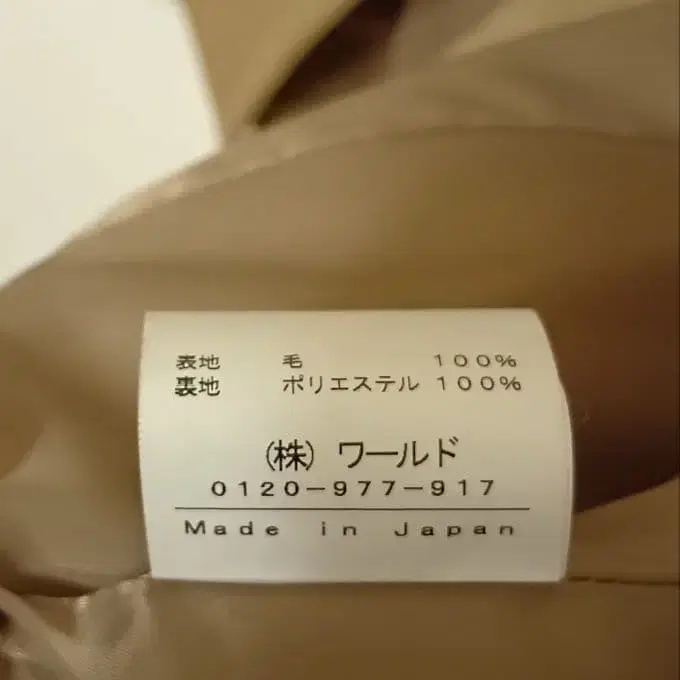 表地 毛 100%
裏地 ポリエステル 100%
(株) ワールド
0120-977-917
Made in Japan